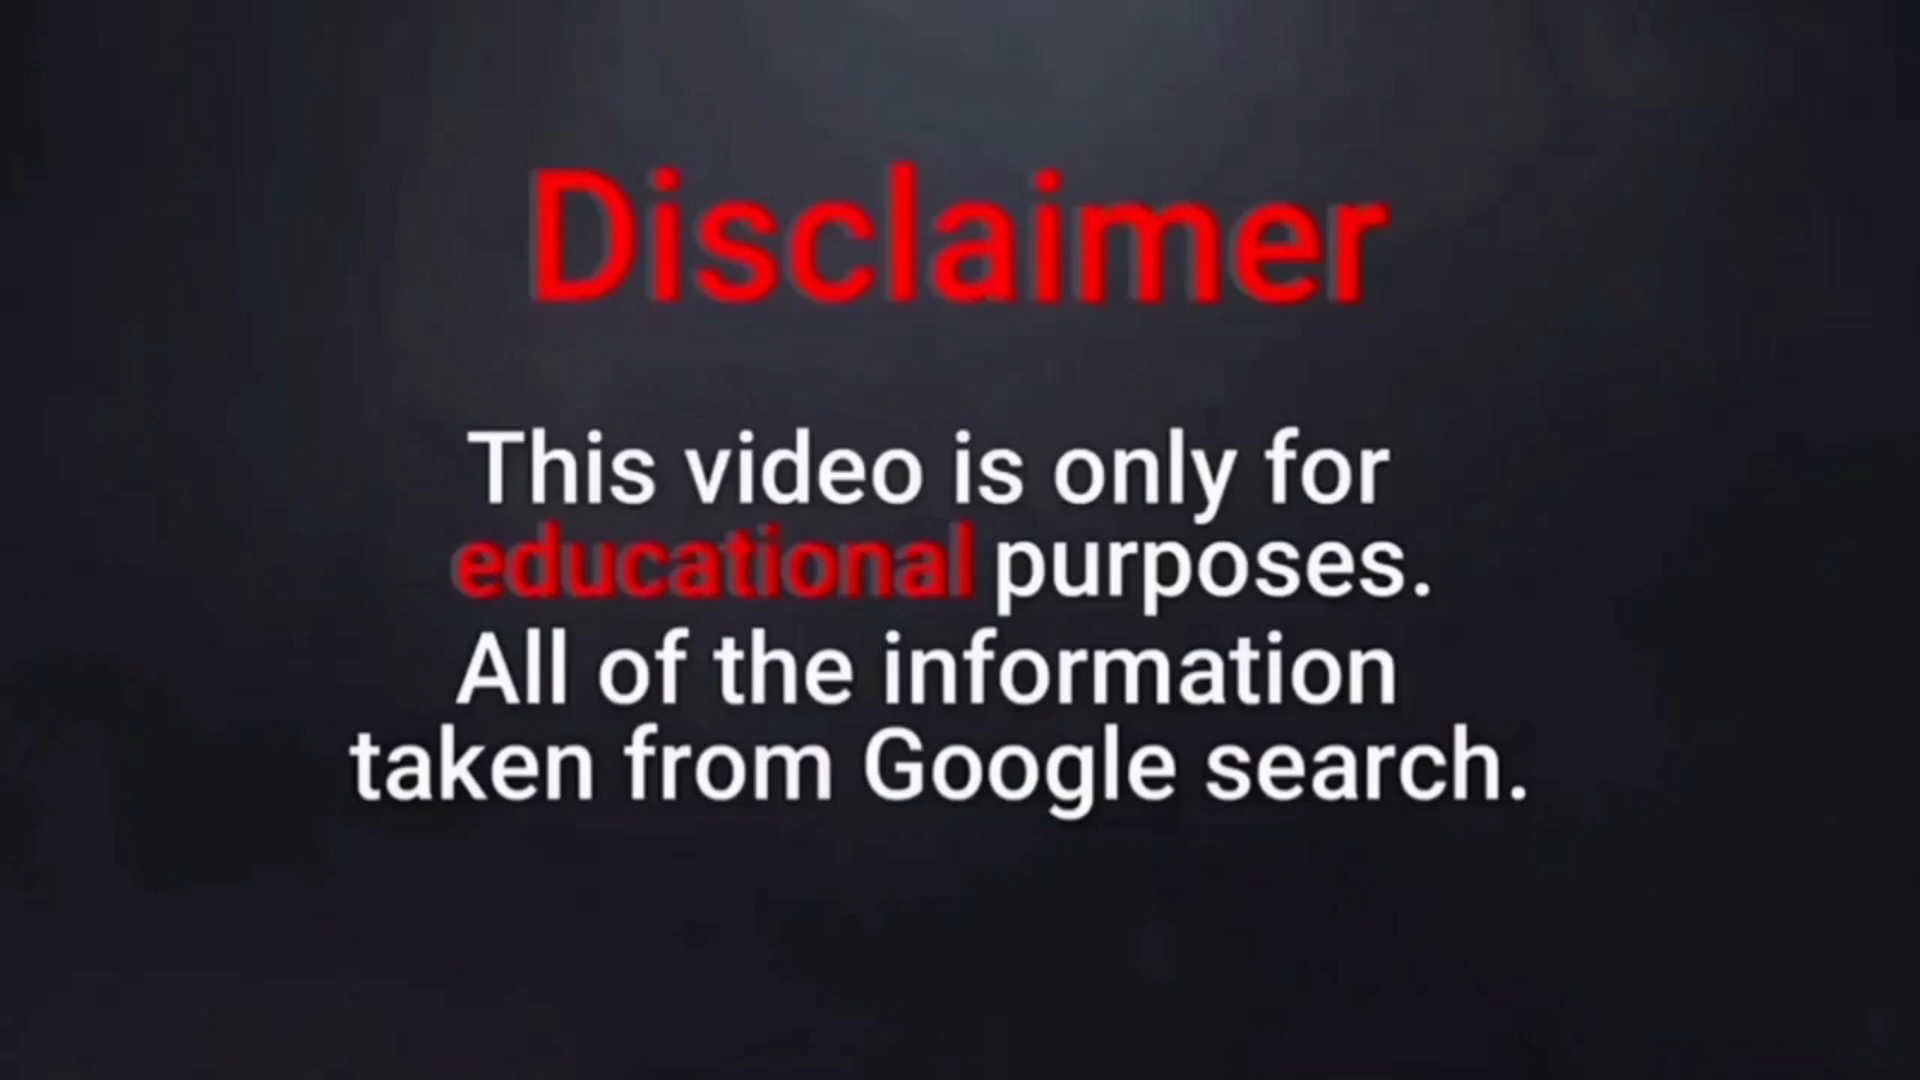 Disclaimer
This video is only for
educational purposes.
All of the information
taken from Google search.